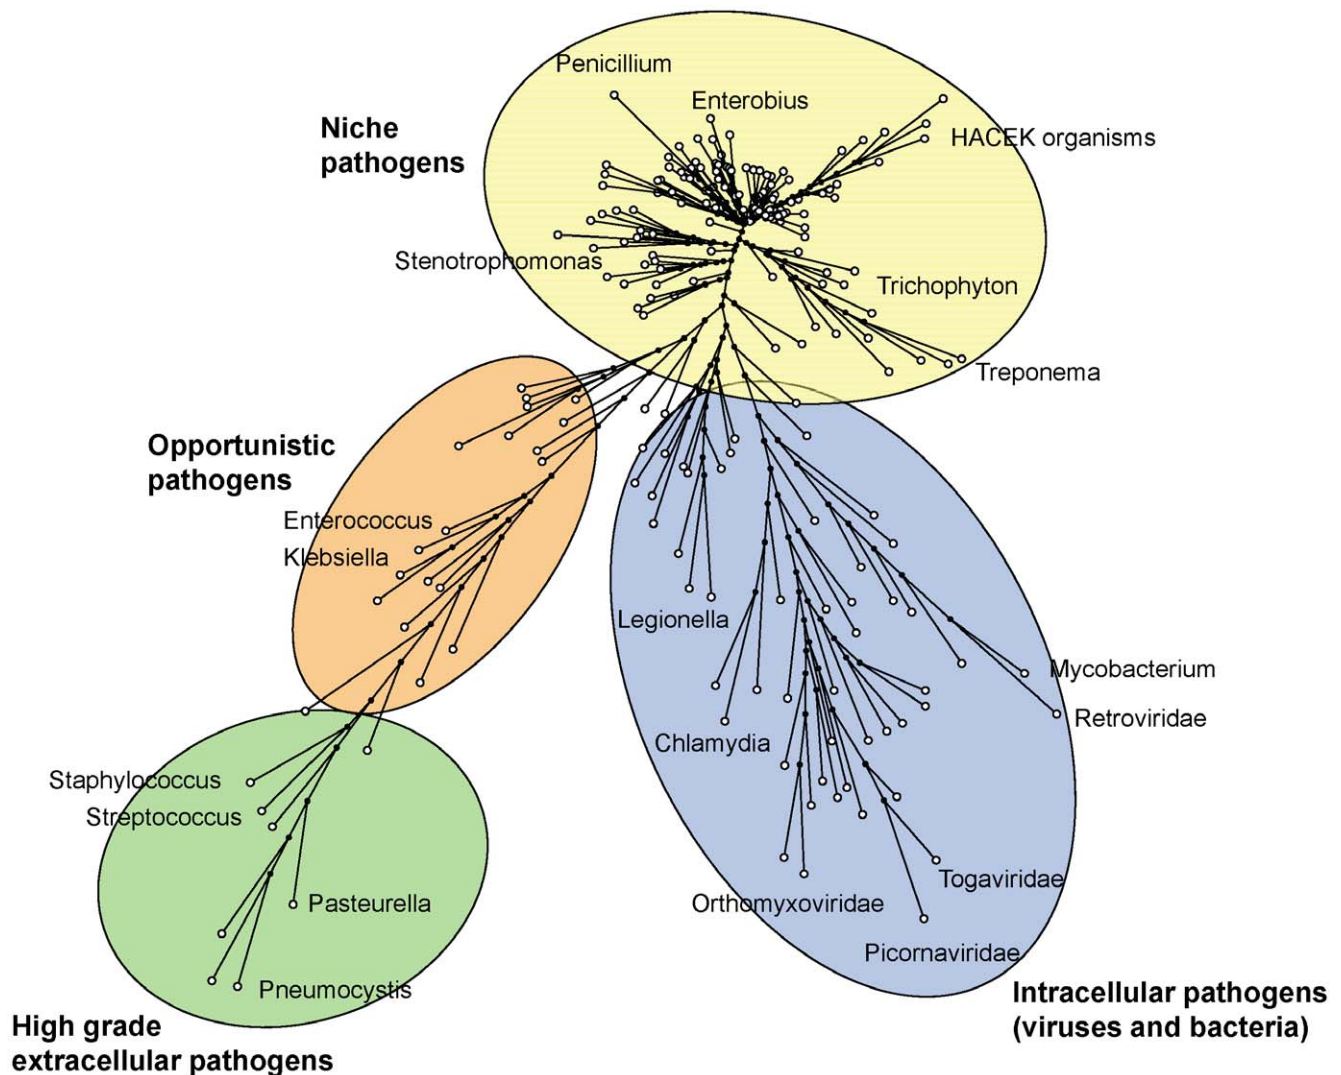 Penicillium
Enterobius
Niche
pathogens
HACEK organisms
Stenotrophomonas
Trichophyton
Treponema
Opportunistic
pathogens
Enterococcus
Klebsiella
Legionella
Mycobacterium
Retroviridae
Chlamydia
Staphylococcus
Streptococcus
Togaviridae
Pasteurella
Orthomyxoviridae
Picornaviridae
Pneumocystis
Intracellular pathogens
(viruses and bacteria)
High grade
extracellular pathogens